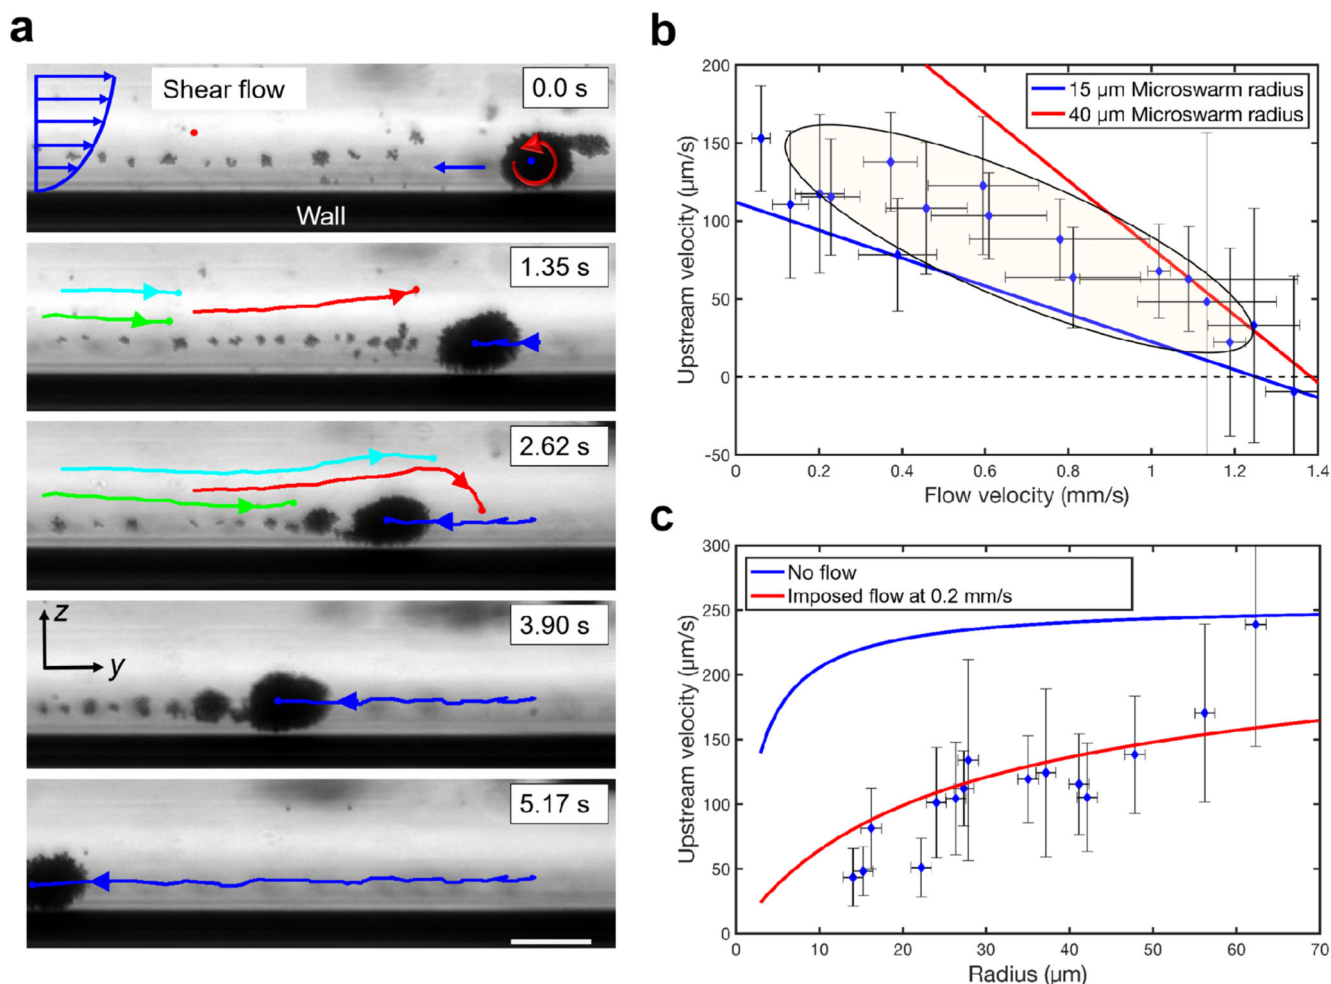 a
Shear flow
0.0 s
Wall
1.35 s
2.62 s
z
y
3.90 s
5.17 s
b
200
150
100
50
0
-50
Upstream velocity (µm/s)
15 µm Microswarm radius
40 µm Microswarm radius
0 0.2 0.4 0.6 0.8 1 1.2 1.4
Flow velocity (mm/s)
c
300
250
200
150
100
50
0
Upstream velocity (µm/s)
No flow
Imposed flow at 0.2 mm/s
0 10 20 30 40 50 60 70
Radius (µm)